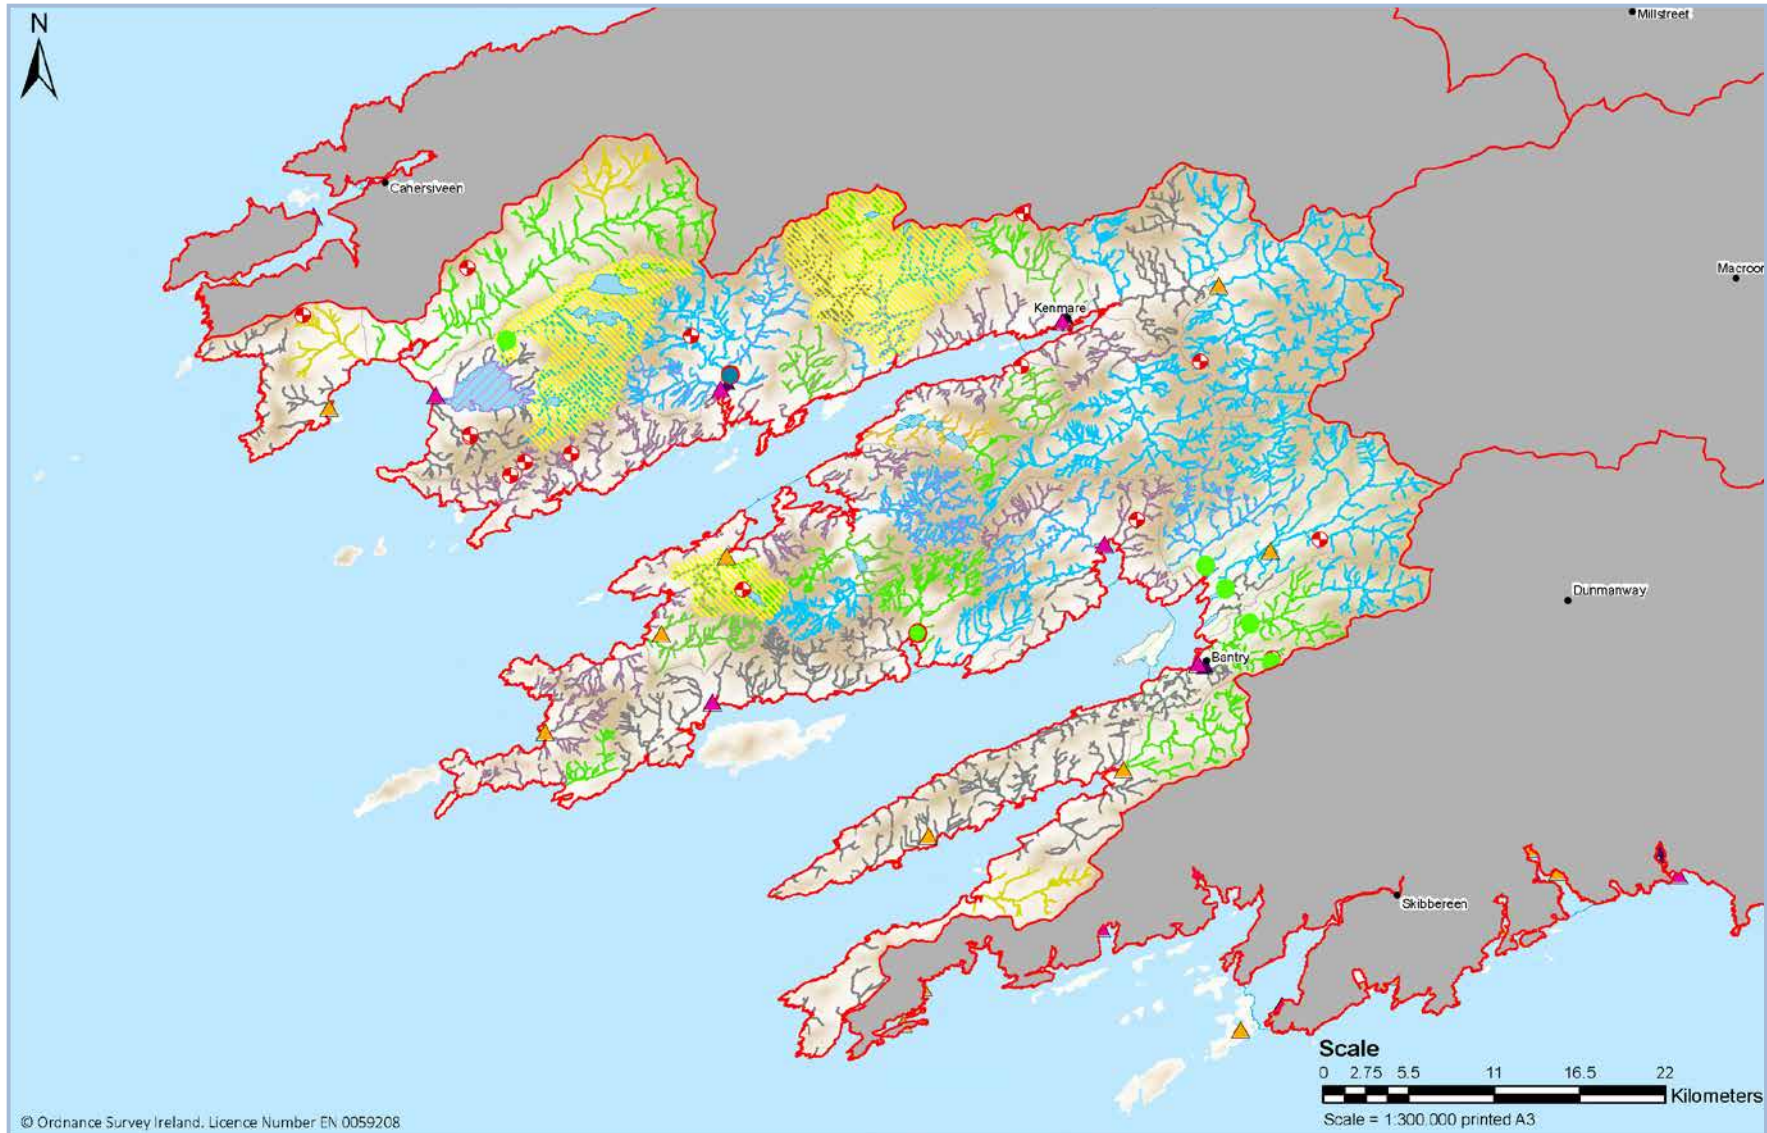 N
Millstreet
Cahersiveen
Macroor
Kenmare
Dunmanway
Bantry
Skibbereen
Scale
0 2.75 5.5 11 16.5 22
Kilometers
Scale = 1:300,000 printed A3
© Ordnance Survey Ireland. Licence Number EN 0059208